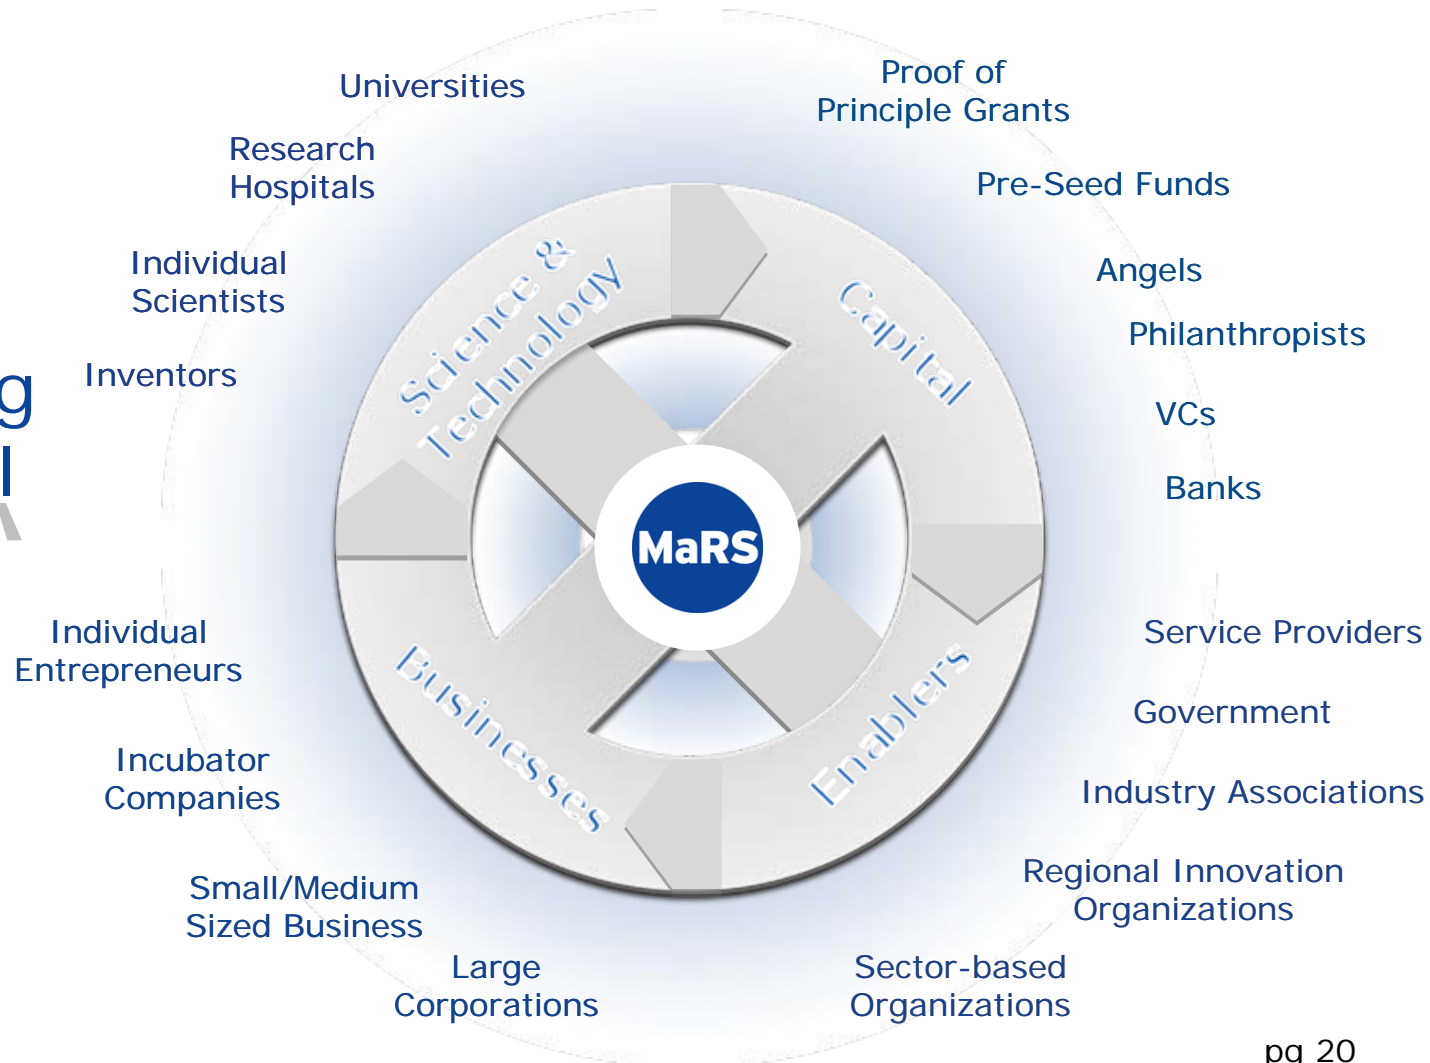 Universities
Research
Hospitals
Individual
Scientists
Inventors
g
l
Proof of
Principle Grants
Pre-Seed Funds
Angels
Philanthropists
VCs
Banks
Science &
Technology
Capital
MaRS
Businesses
Enablers
Individual
Entrepreneurs
Incubator
Companies
Small/Medium
Sized Business
Large
Corporations
Service Providers
Government
Industry Associations
Regional Innovation
Organizations
Sector-based
Organizations
pg 20